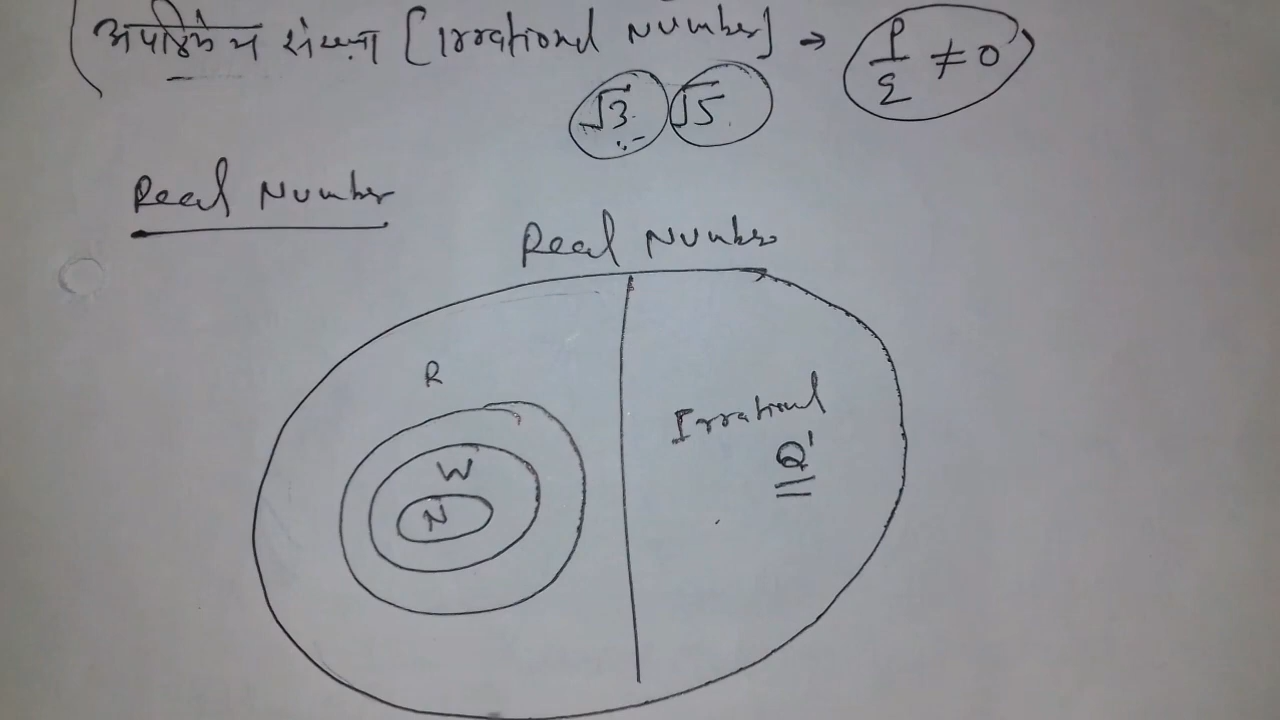 अपरिमेय संख्या [Irrational Number] → p/q ≠ 0
√3 √5
Real Number
Real Number
R
Irrational
W
Q'
N